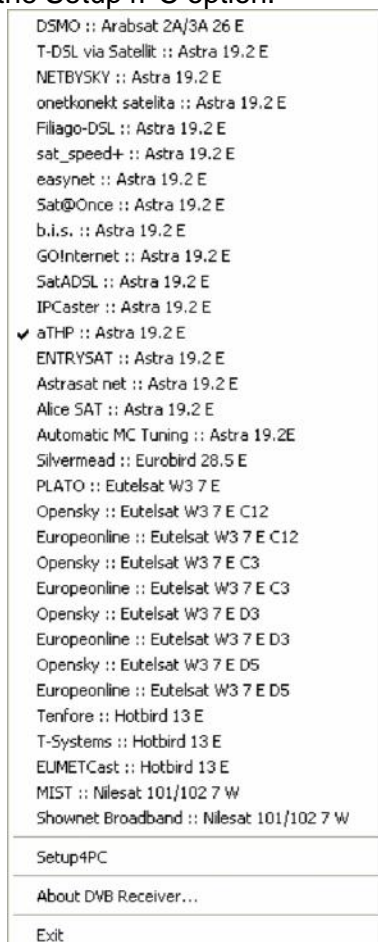 DSMO :: Arabsat 2A/3A 26 E
T-DSL via Satellit :: Astra 19.2 E
NETBYSKY :: Astra 19.2 E
onetkonekt satelita :: Astra 19.2 E
Filiago-DSL :: Astra 19.2 E
sat_speed+ :: Astra 19.2 E
easynet :: Astra 19.2 E
Sat@Once :: Astra 19.2 E
b.i.s. :: Astra 19.2 E
GO!nternet :: Astra 19.2 E
SatADSL :: Astra 19.2 E
IPCaster :: Astra 19.2 E
✓ aTHP :: Astra 19.2 E
ENTRYSAT :: Astra 19.2 E
Astrasat net :: Astra 19.2 E
Alice SAT :: Astra 19.2 E
Automatic MC Tuning :: Astra 19.2E
Silvermead :: Eurobird 28.5 E
PLATO :: Eutelsat W3 7 E
Opensky :: Eutelsat W3 7 E C12
Europeonline :: Eutelsat W3 7 E C12
Opensky :: Eutelsat W3 7 E C3
Europeonline :: Eutelsat W3 7 E C3
Opensky :: Eutelsat W3 7 E D3
Europeonline :: Eutelsat W3 7 E D3
Opensky :: Eutelsat W3 7 E D5
Europeonline :: Eutelsat W3 7 E D5
Tenfore :: Hotbird 13 E
T-Systems :: Hotbird 13 E
EUMETCast :: Hotbird 13 E
MIST :: Nilesat 101/102 7 W
Shownet Broadband :: Nilesat 101/102 7 W
Setup4PC
About DVB Receiver...
Exit